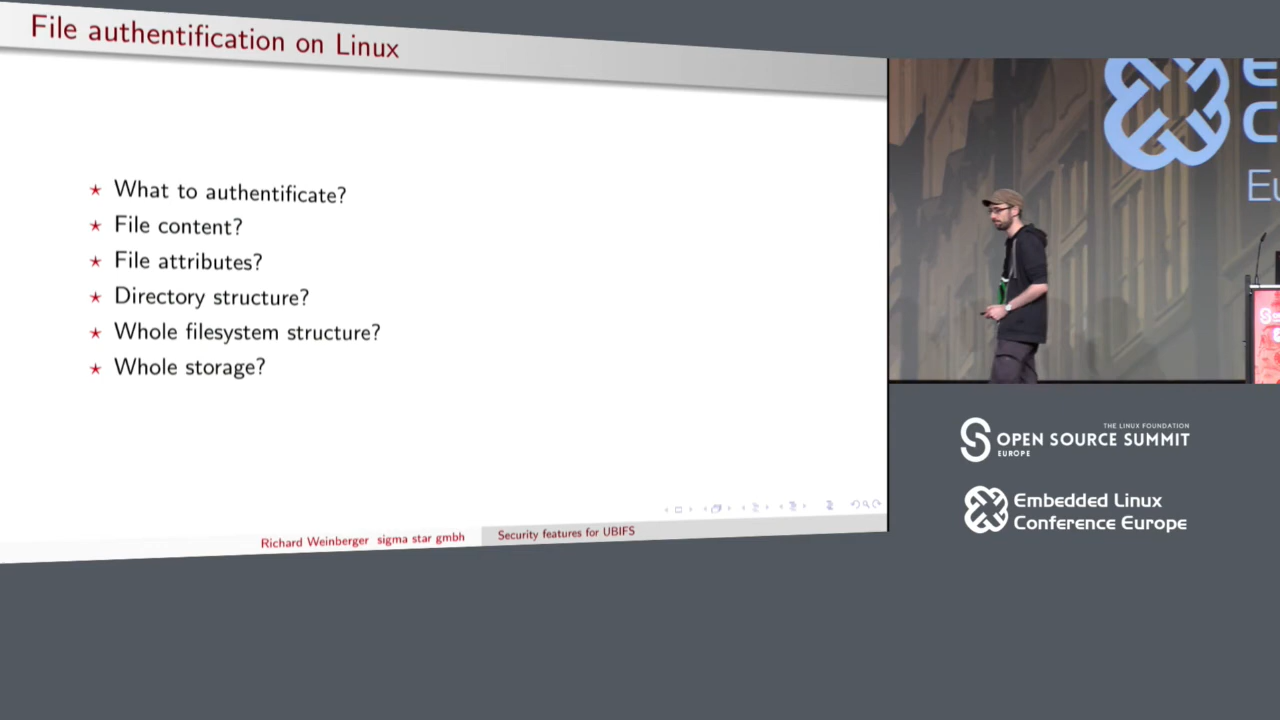 File authentification on Linux
What to authentificate?
File content?
File attributes?
Directory structure?
Whole filesystem structure?
Whole storage?
Richard Weinberger sigma star gmbh
Security features for UBIFS
E
C
Eu
THE LINUX FOUNDATION
OPEN SOURCE SUMMIT
EUROPE
Embedded Linux
Conference Europe